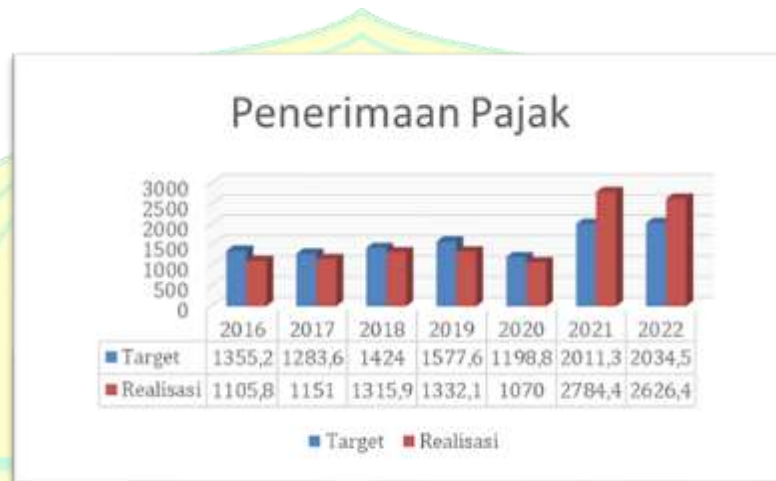 Penerimaan Pajak
3000
2500
2000
1500
1000
500
0
2016 2017 2018 2019 2020 2021 2022
Target 1355,2 1283,6 1424 1577,6 1198,8 2011,3 2034,5
Realisasi 1105,8 1151 1315,9 1332,1 1070 2784,4 2626,4
Target Realisasi